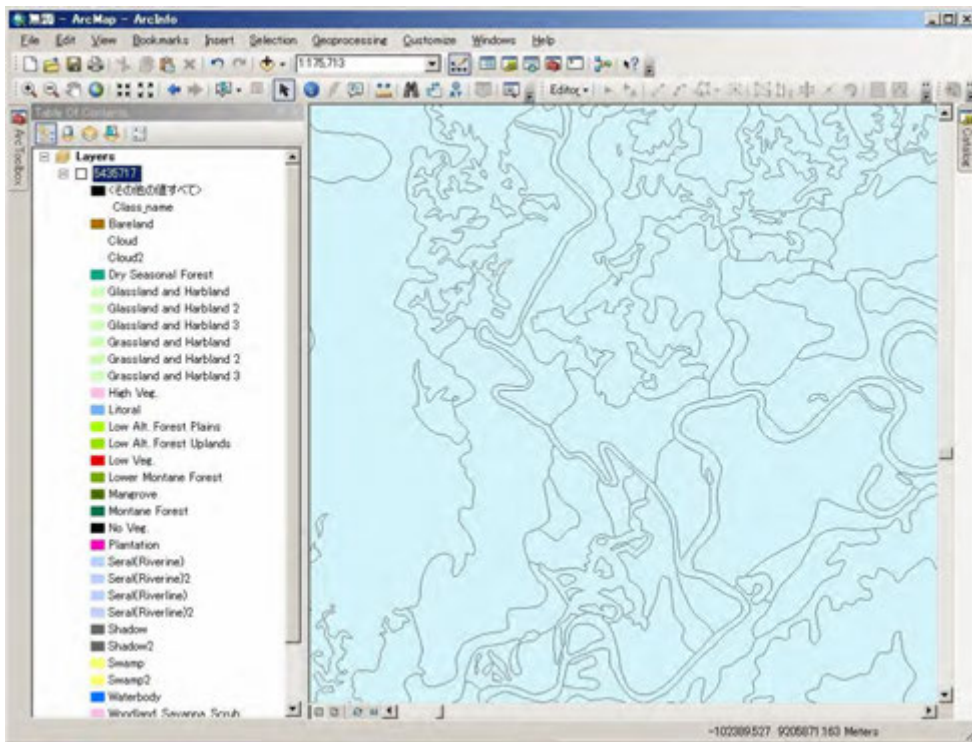 無題 - ArcMap - ArcInfo
File Edit View Bookmarks Insert Selection Geoprocessing Customize Windows Help
1:175,713
Editor
ArcToolbox
Table Of Contents
Catalog
Layers
5435717
<その他の値すべて>
Class_name
Bareland
Cloud
Cloud2
Dry Seasonal Forest
Glassland and Harbland
Glassland and Harbland 2
Glassland and Harbland 3
Grassland and Harbland
Grassland and Harbland 2
Grassland and Harbland 3
High Veg.
Litoral
Low Alt. Forest Plains
Low Alt. Forest Uplands
Low Veg.
Lower Montane Forest
Mangrove
Montane Forest
No Veg.
Plantation
Seral(Riverine)
Seral(Riverine)2
Seral(Riverline)
Seral(Riverline)2
Shadow
Shadow2
Swamp
Swamp2
Waterbody
Woodland Savanna Scrub
-102389.527 9205871.163 Meters